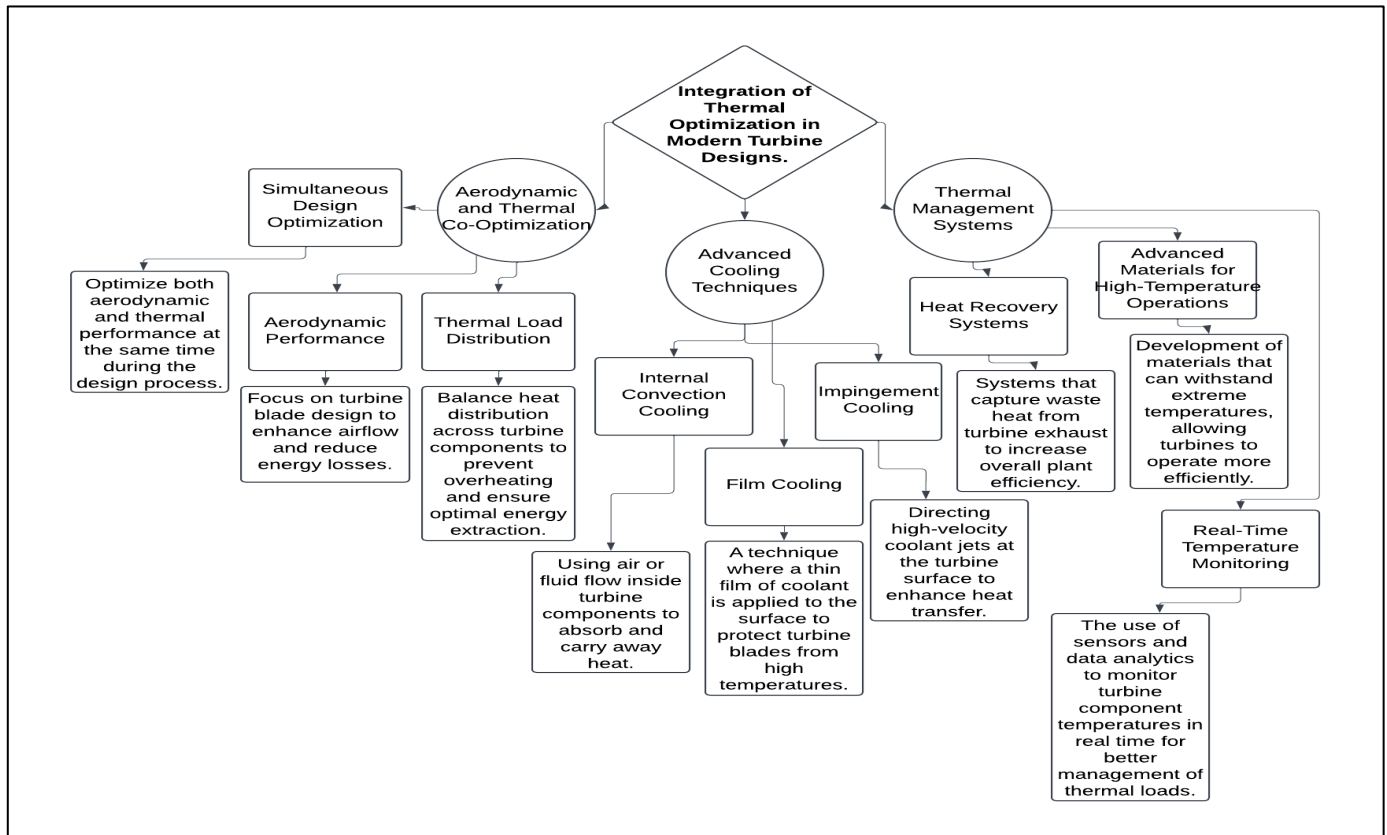 Integration of
Thermal
Optimization in
Modern Turbine
Designs.
Simultaneous
Design
Optimization
Aerodynamic
and Thermal
Co-Optimization
Thermal
Management
Systems
Advanced
Cooling
Techniques
Advanced
Materials for
High-Temperature
Operations
Optimize both
aerodynamic
and thermal
performance at
the same time
during the
design process.
Aerodynamic
Performance
Thermal Load
Distribution
Heat Recovery
Systems
Internal
Convection
Cooling
Impingement
Cooling
Focus on turbine
blade design to
enhance airflow
and reduce
energy losses.
Balance heat
distribution
across turbine
components to
prevent
overheating
and ensure
optimal energy
extraction.
Systems that
capture waste
heat from
turbine exhaust
to increase
overall plant
efficiency.
Development of
materials that
can withstand
extreme
temperatures,
allowing
turbines to
operate more
efficiently.
Film Cooling
Directing
high-velocity
coolant jets at
the turbine
surface to
enhance heat
transfer.
Real-Time
Temperature
Monitoring
Using air or
fluid flow inside
turbine
components to
absorb and
carry away
heat.
A technique
where a thin
film of coolant
is applied to the
surface to
protect turbine
blades from
high
temperatures.
The use of
sensors and
data analytics
to monitor
turbine
component
temperatures in
real time for
better
management of
thermal loads.